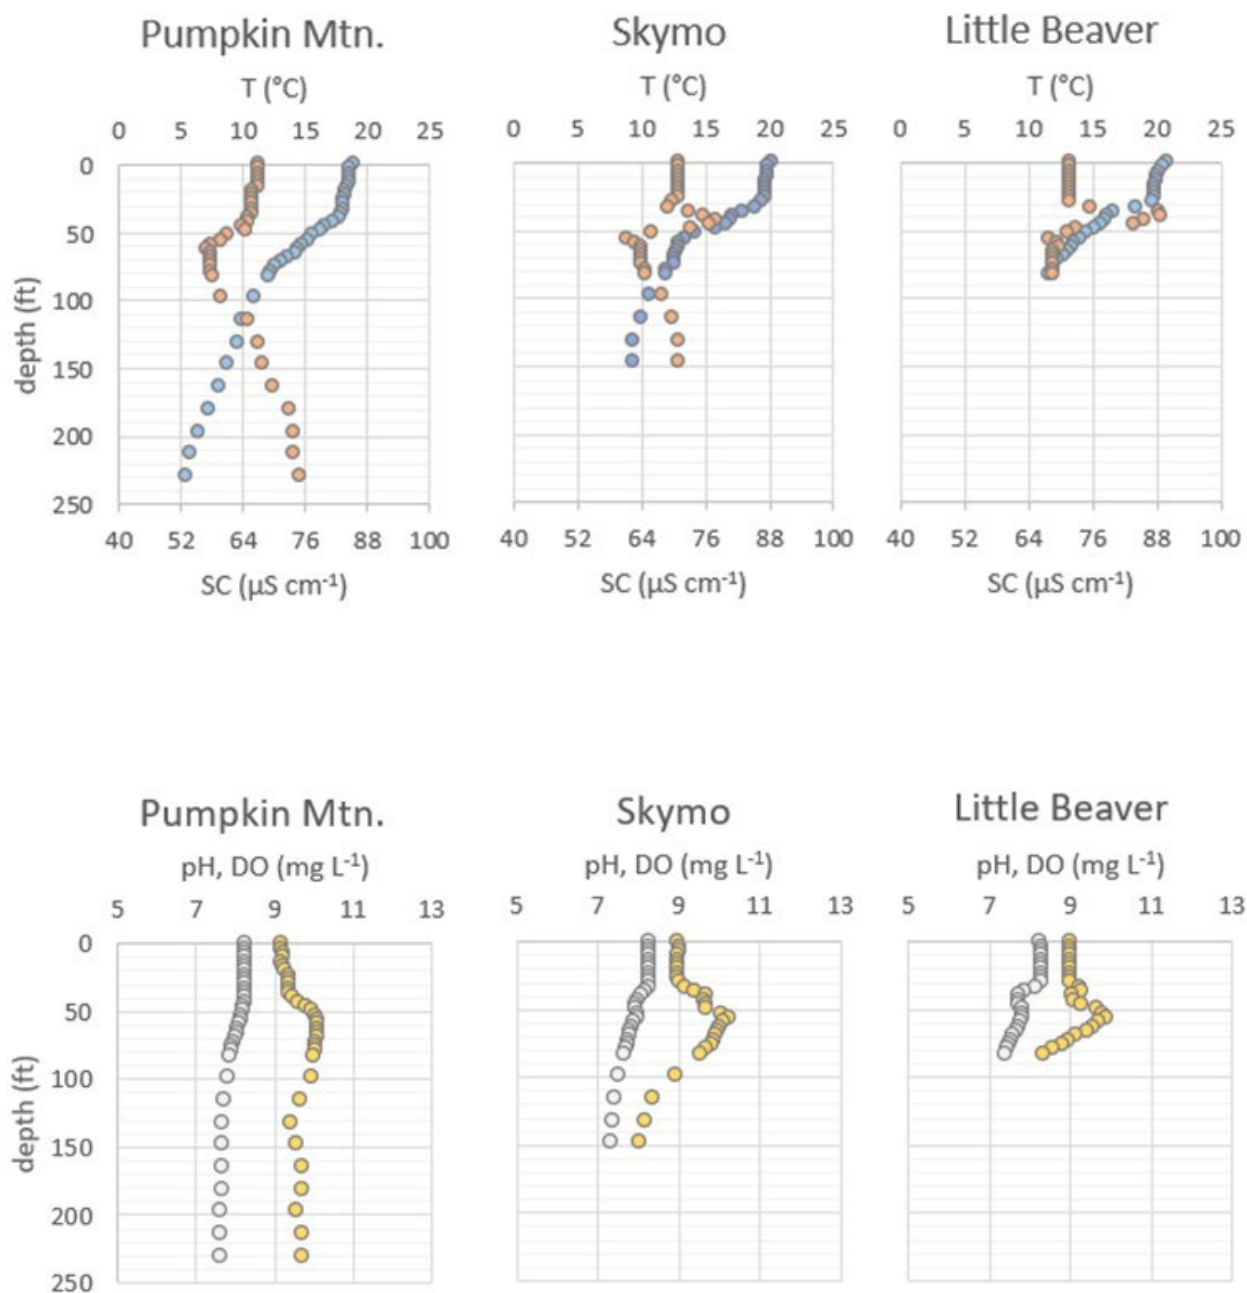 Pumpkin Mtn. Skymo Little Beaver
T (°C) T (°C) T (°C)
0 5 10 15 20 25 0 5 10 15 20 25 0 5 10 15 20 25
0
50
100
150
200
250
depth (ft)
40 52 64 76 88 100 40 52 64 76 88 100 40 52 64 76 88 100
SC (µS cm⁻¹) SC (µS cm⁻¹) SC (µS cm⁻¹)
Pumpkin Mtn. Skymo Little Beaver
pH, DO (mg L⁻¹) pH, DO (mg L⁻¹) pH, DO (mg L⁻¹)
5 7 9 11 13 5 7 9 11 13 5 7 9 11 13
0
50
100
150
200
250
depth (ft)